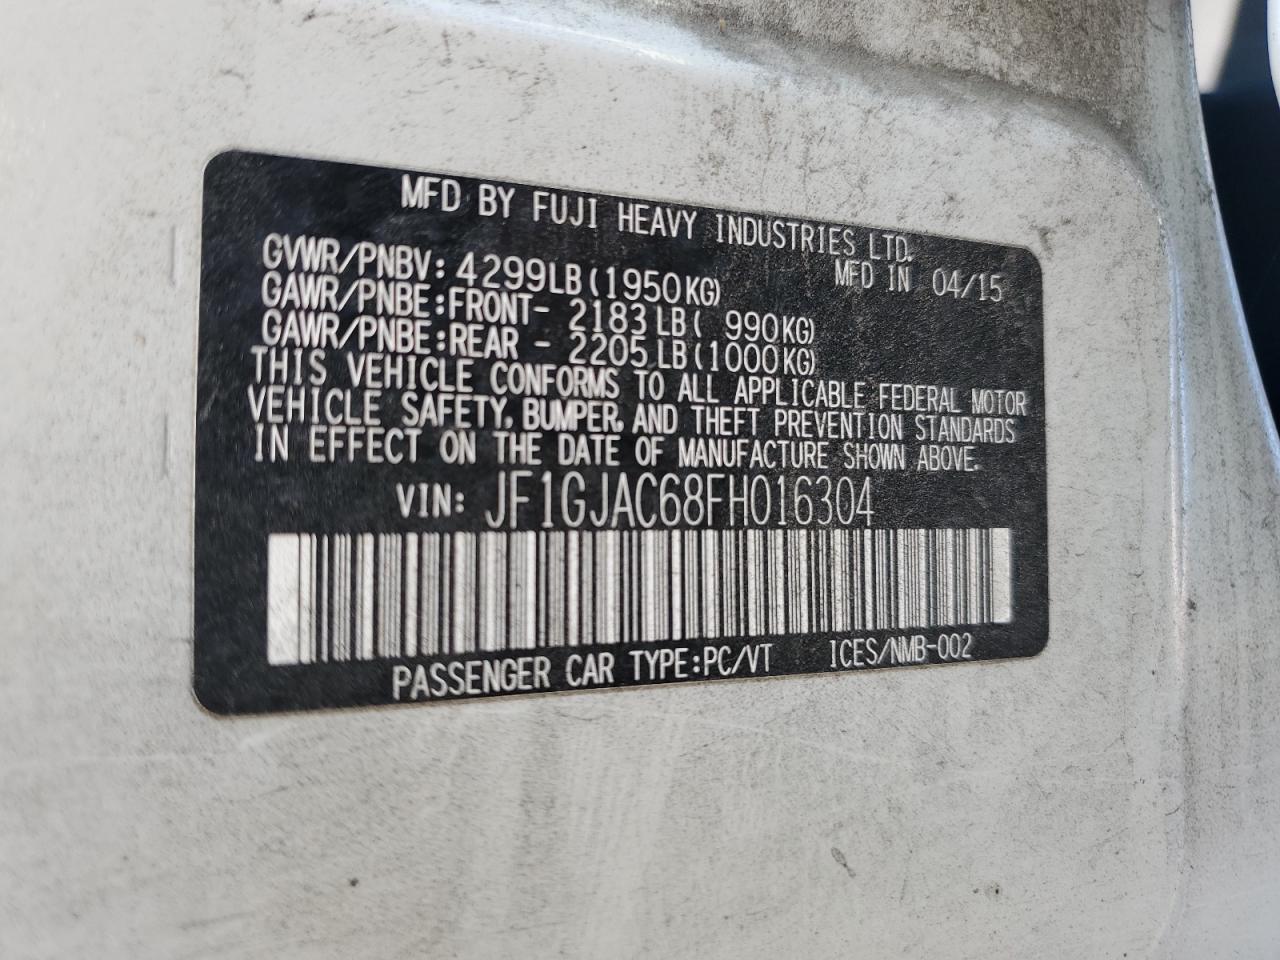 MFD BY FUJI HEAVY INDUSTRIES LTD.
MFD IN 04/15
GVWR/PNBV: 4299LB (1950KG)
GAWR/PNBE:FRONT- 2183LB( 990KG)
GAWR/PNBE:REAR - 2205LB(1000KG)
THIS VEHICLE CONFORMS TO ALL APPLICABLE FEDERAL MOTOR
VEHICLE SAFETY, BUMPER, AND THEFT PREVENTION STANDARDS
IN EFFECT ON THE DATE OF MANUFACTURE SHOWN ABOVE.
VIN: JF1GJAC68FH016304
PASSENGER CAR TYPE:PC/VT ICES/NMB-002